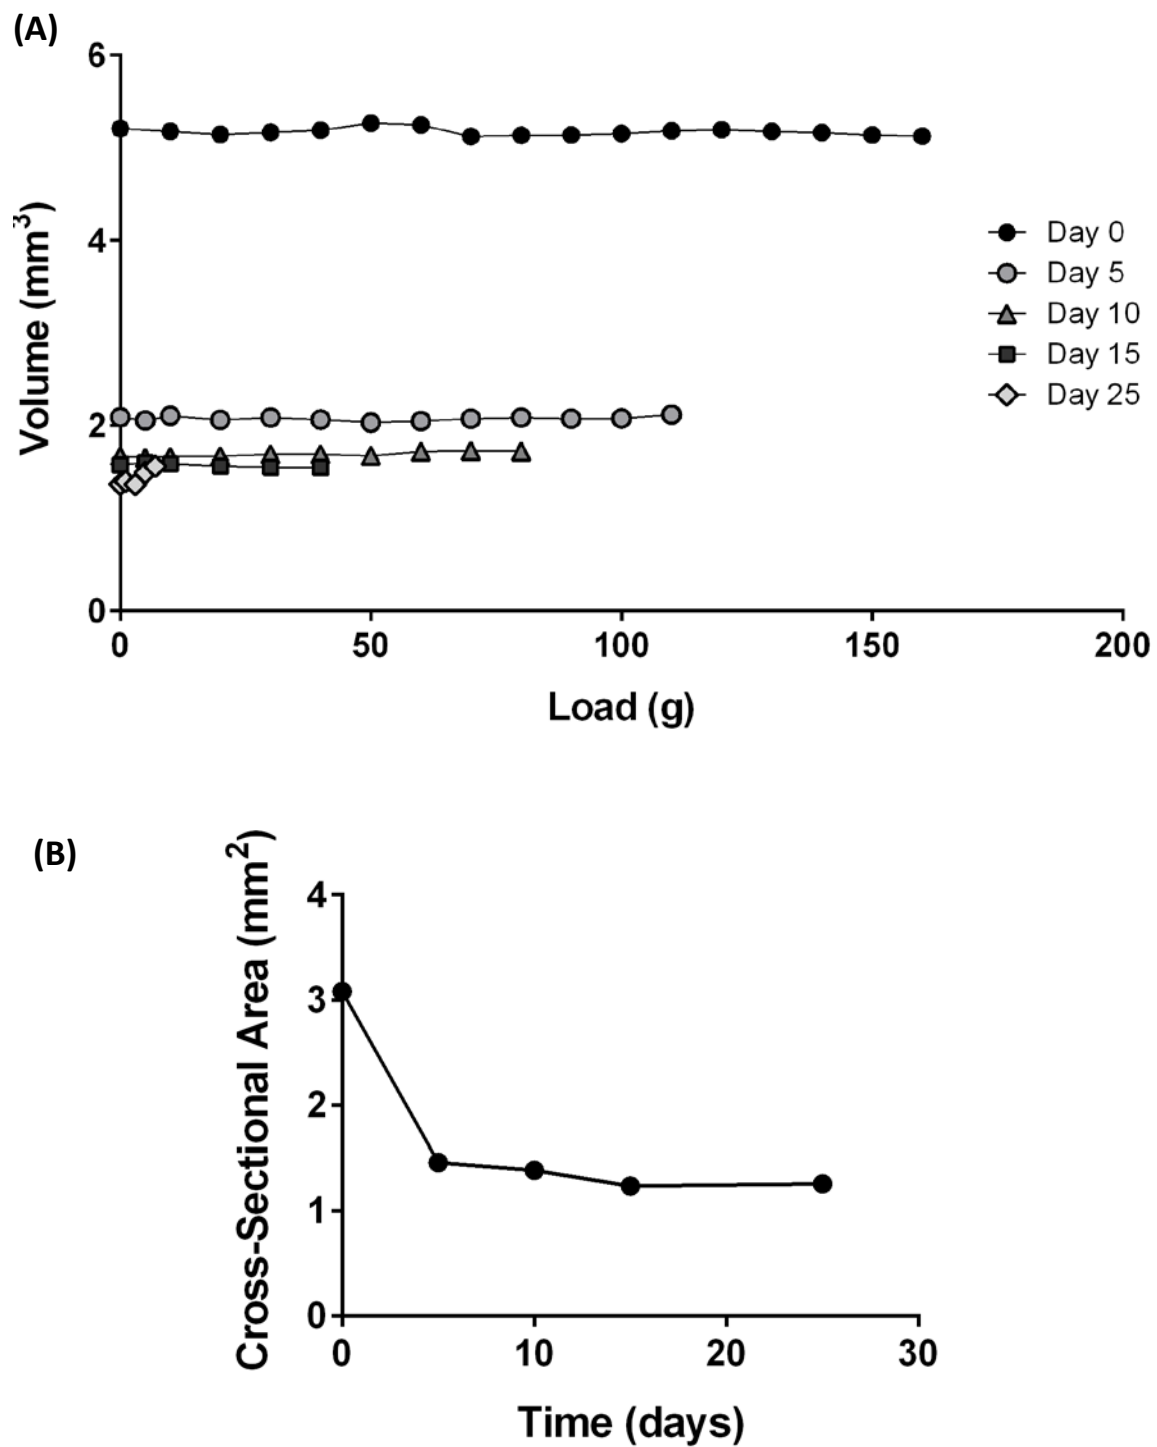 (A)
6
4
2
0
Volume (mm3)
0 50 100 150 200
Load (g)
Day 0
Day 5
Day 10
Day 15
Day 25
(B)
4
3
2
1
0
Cross-Sectional Area (mm2)
0 10 20 30
Time (days)